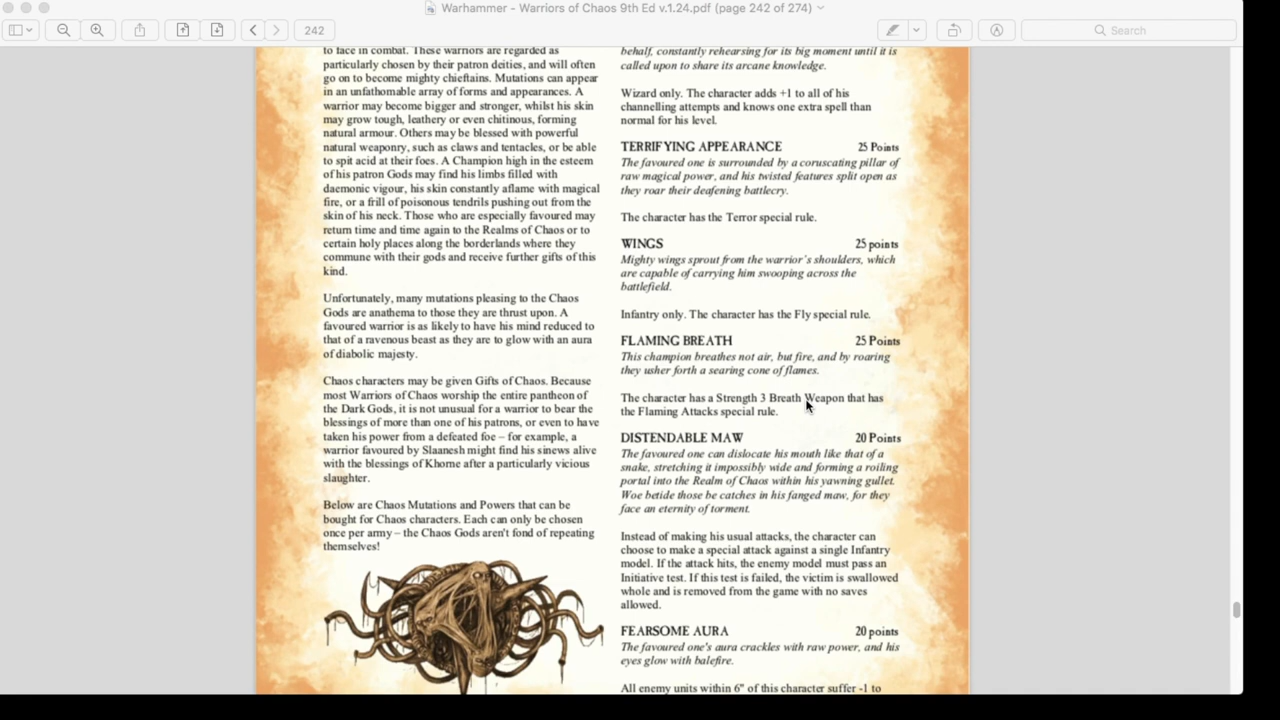 Warhammer - Warriors of Chaos 9th Ed v.1.24.pdf (page 242 of 274)
242
Search
to face in combat. These warriors are regarded as
particularly chosen by their patron deities, and will often
go on to become mighty chieftains. Mutations can appear
in an unfathomable array of forms and appearances. A
warrior may become bigger and stronger, whilst his skin
may grow tough, leathery or even chitinous, forming
natural armour. Others may be blessed with powerful
natural weaponry, such as claws and tentacles, or be able
to spit acid at their foes. A Champion high in the esteem
of his patron Gods may find his limbs filled with
daemonic vigour, his skin constantly aflame with magical
fire, or a frill of poisonous tendrils pushing out from the
skin of his neck. Those who are especially favoured may
return time and time again to the Realms of Chaos or to
certain holy places along the borderlands where they
commune with their gods and receive further gifts of this
kind.
Unfortunately, many mutations pleasing to the Chaos
Gods are anathema to those they are thrust upon. A
favoured warrior is as likely to have his mind reduced to
that of a ravenous beast as they are to glow with an aura
of diabolic majesty.
Chaos characters may be given Gifts of Chaos. Because
most Warriors of Chaos worship the entire pantheon of
the Dark Gods, it is not unusual for a warrior to bear the
blessings of more than one of his patrons, or even to have
taken his power from a defeated foe – for example, a
warrior favoured by Slaanesh might find his sinews alive
with the blessings of Khorne after a particularly vicious
slaughter.
Below are Chaos Mutations and Powers that can be
bought for Chaos characters. Each can only be chosen
once per army – the Chaos Gods aren't fond of repeating
themselves!
behalf, constantly rehearsing for its big moment until it is
called upon to share its arcane knowledge.
Wizard only. The character adds +1 to all of his
channelling attempts and knows one extra spell than
normal for his level.
TERRIFYING APPEARANCE 25 Points
The favoured one is surrounded by a coruscating pillar of
raw magical power, and his twisted features split open as
they roar their deafening battlecry.
The character has the Terror special rule.
WINGS 25 points
Mighty wings sprout from the warrior's shoulders, which
are capable of carrying him swooping across the
battlefield.
Infantry only. The character has the Fly special rule.
FLAMING BREATH 25 Points
This champion breathes not air, but fire, and by roaring
they usher forth a searing cone of flames.
The character has a Strength 3 Breath Weapon that has
the Flaming Attacks special rule.
DISTENDABLE MAW 20 Points
The favoured one can dislocate his mouth like that of a
snake, stretching it impossibly wide and forming a roiling
portal into the Realm of Chaos within his yawning gullet.
Woe betide those be catches in his fanged maw, for they
face an eternity of torment.
Instead of making his usual attacks, the character can
choose to make a special attack against a single Infantry
model. If the attack hits, the enemy model must pass an
Initiative test. If this test is failed, the victim is swallowed
whole and is removed from the game with no saves
allowed.
FEARSOME AURA 20 points
The favoured one's aura crackles with raw power, and his
eyes glow with balefire.
All enemy units within 6" of this character suffer -1 to